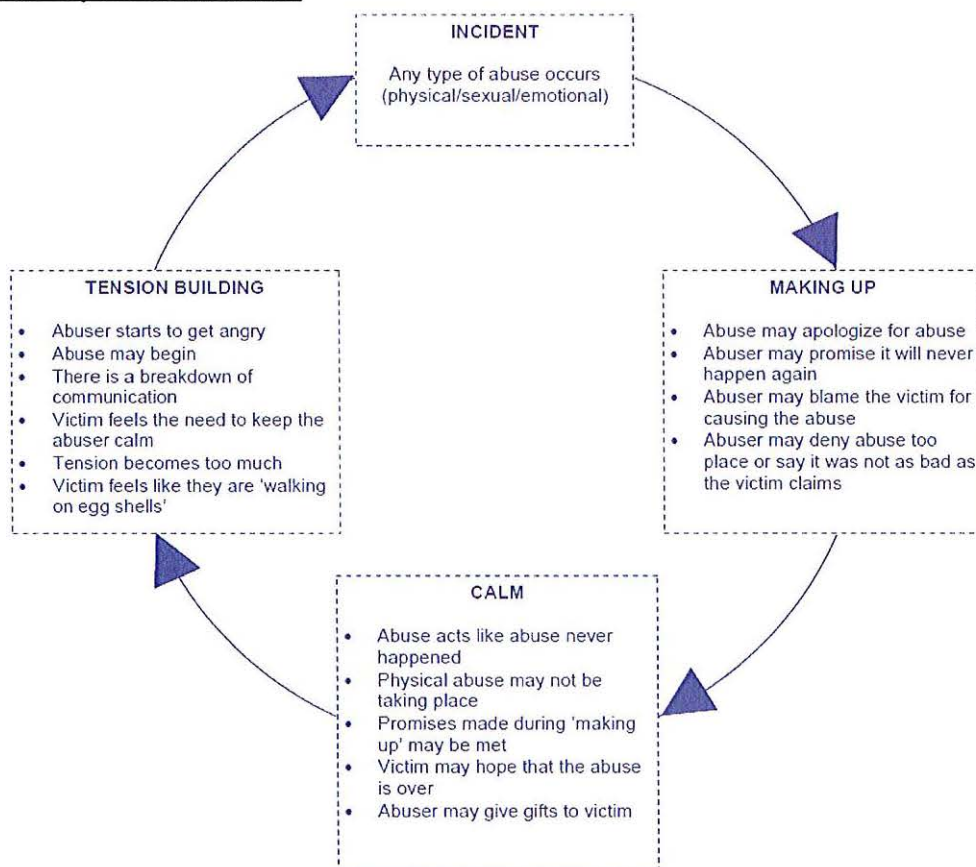 INCIDENT
Any type of abuse occurs
(physical/sexual/emotional)
TENSION BUILDING
• Abuser starts to get angry
• Abuse may begin
• There is a breakdown of
communication
• Victim feels the need to keep the
abuser calm
• Tension becomes too much
• Victim feels like they are 'walking
on egg shells'
MAKING UP
• Abuse may apologize for abuse
• Abuser may promise it will never
happen again
• Abuser may blame the victim for
causing the abuse
• Abuser may deny abuse too
place or say it was not as bad as
the victim claims
CALM
• Abuse acts like abuse never
happened
• Physical abuse may not be
taking place
• Promises made during 'making
up' may be met
• Victim may hope that the abuse
is over
• Abuser may give gifts to victim